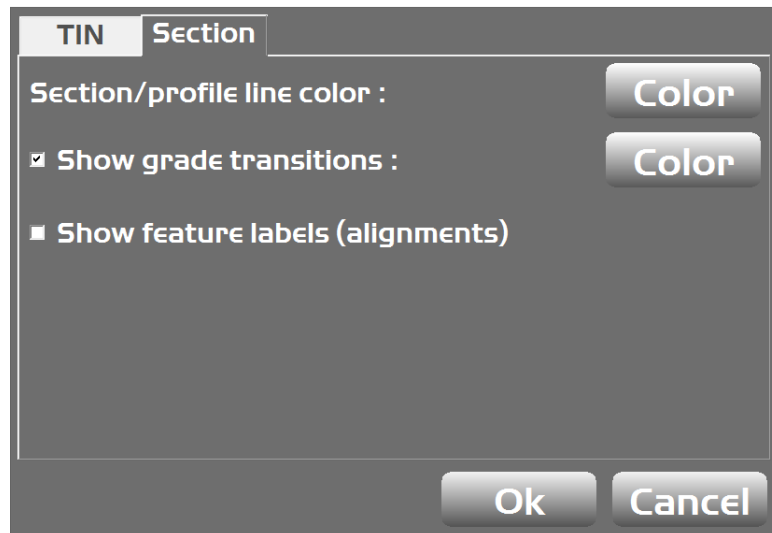 TIN Section
Section/profile line color : Color
Show grade transitions : Color
Show feature labels (alignments)
Ok Cancel